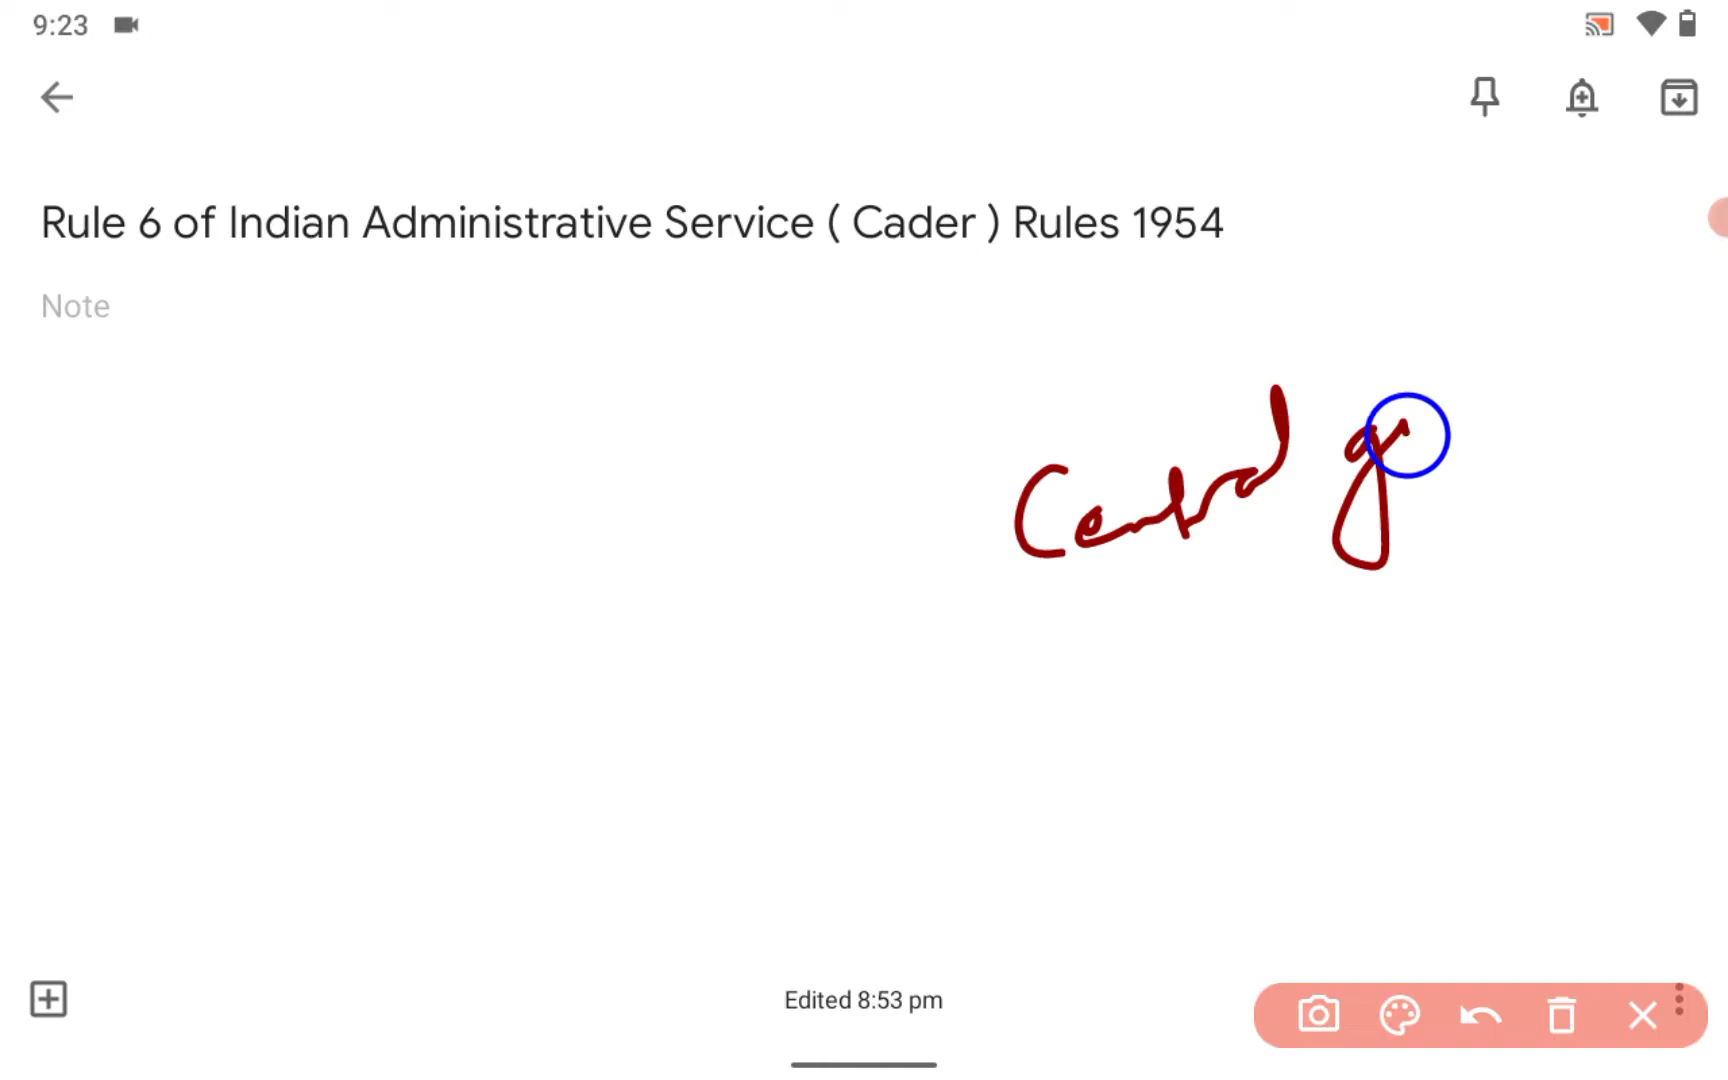 9:23
Rule 6 of Indian Administrative Service ( Cader ) Rules 1954
Note
Central g
Edited 8:53 pm